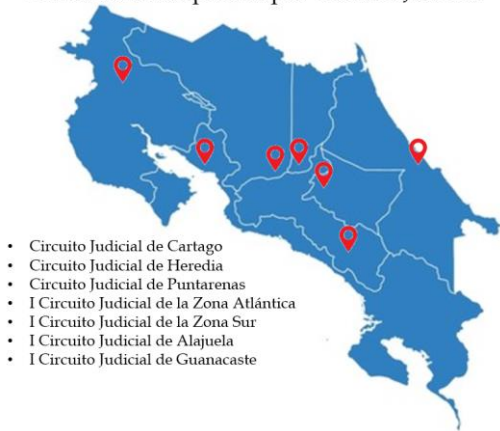 • Circuito Judicial de Cartago
• Circuito Judicial de Heredia
• Circuito Judicial de Puntarenas
• I Circuito Judicial de la Zona Atlántica
• I Circuito Judicial de la Zona Sur
• I Circuito Judicial de Alajuela
• I Circuito Judicial de Guanacaste